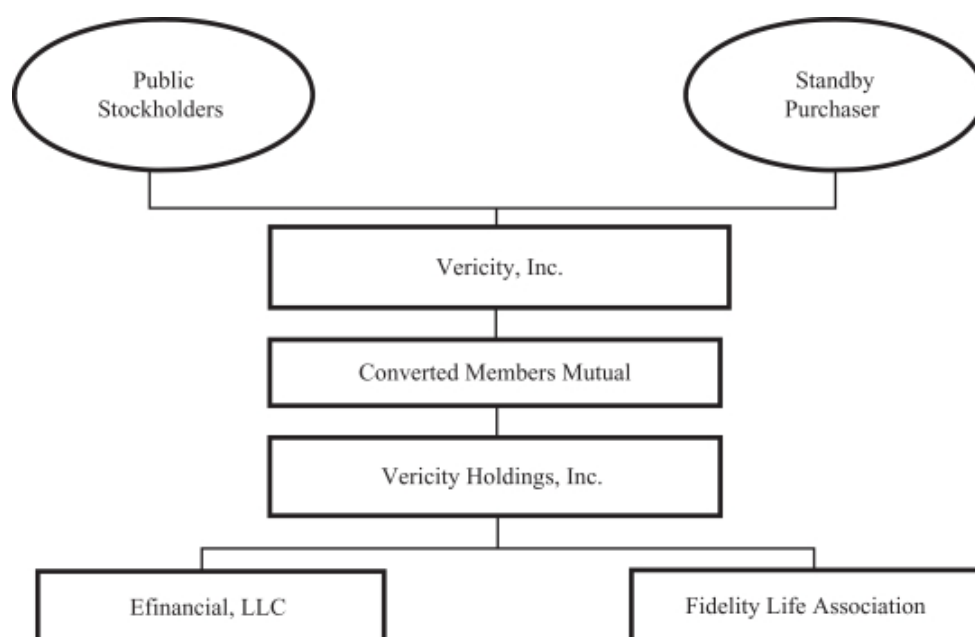 Public
Stockholders
Standby
Purchaser
Vericity, Inc.
Converted Members Mutual
Vericity Holdings, Inc.
Efinancial, LLC
Fidelity Life Association